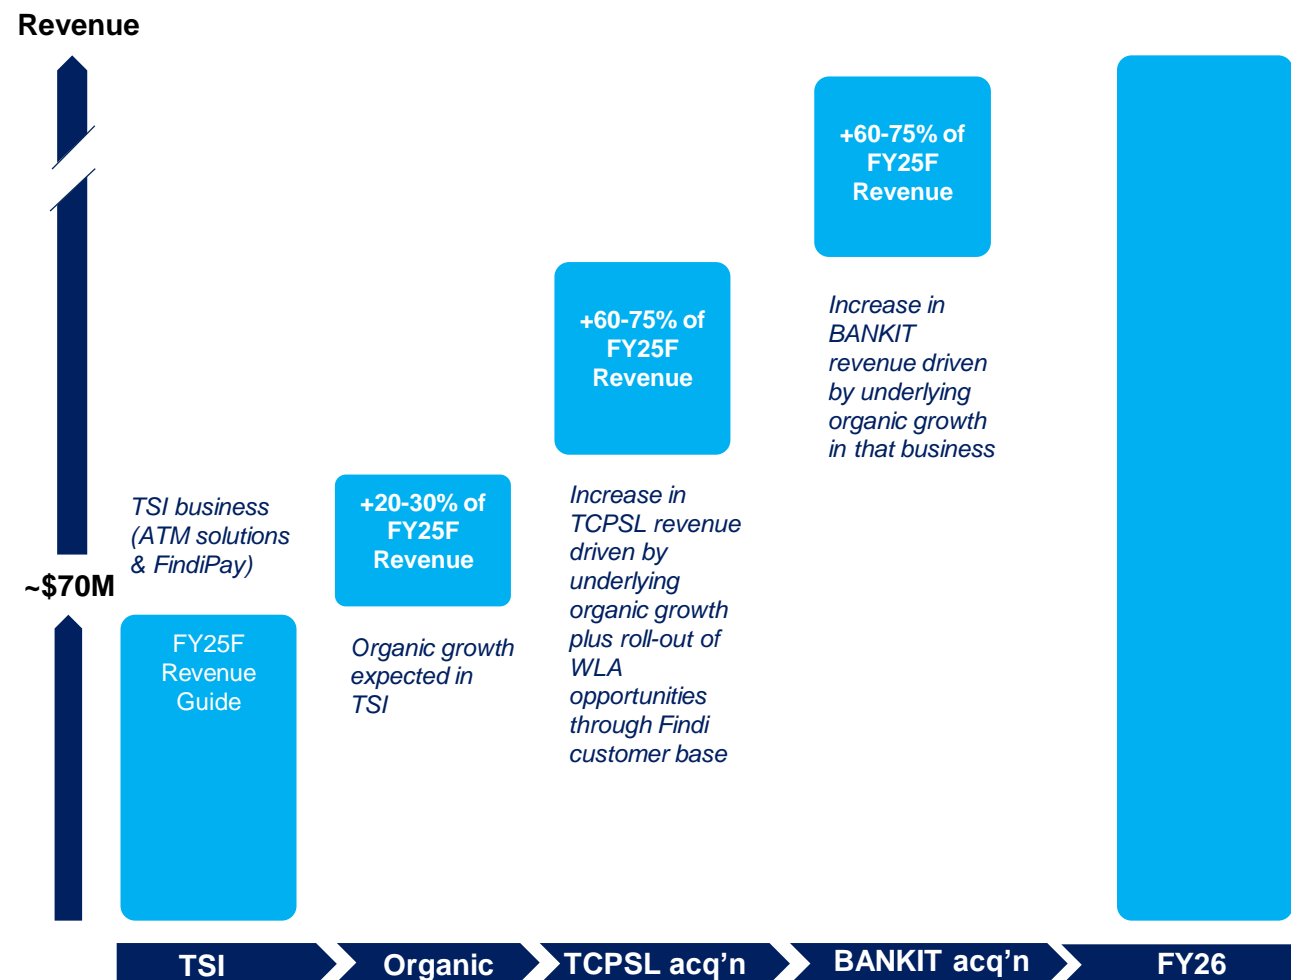 Revenue
~$70M
TSI business
(ATM solutions
& FindiPay)
FY25F
Revenue
Guide
+20-30% of
FY25F
Revenue
Organic growth
expected in
TSI
+60-75% of
FY25F
Revenue
Increase in
TCPSL revenue
driven by
underlying
organic growth
plus roll-out of
WLA
opportunities
through Findi
customer base
+60-75% of
FY25F
Revenue
Increase in
BANKIT
revenue driven
by underlying
organic growth
in that business
TSI
Organic
TCPSL acq'n
BANKIT acq'n
FY26